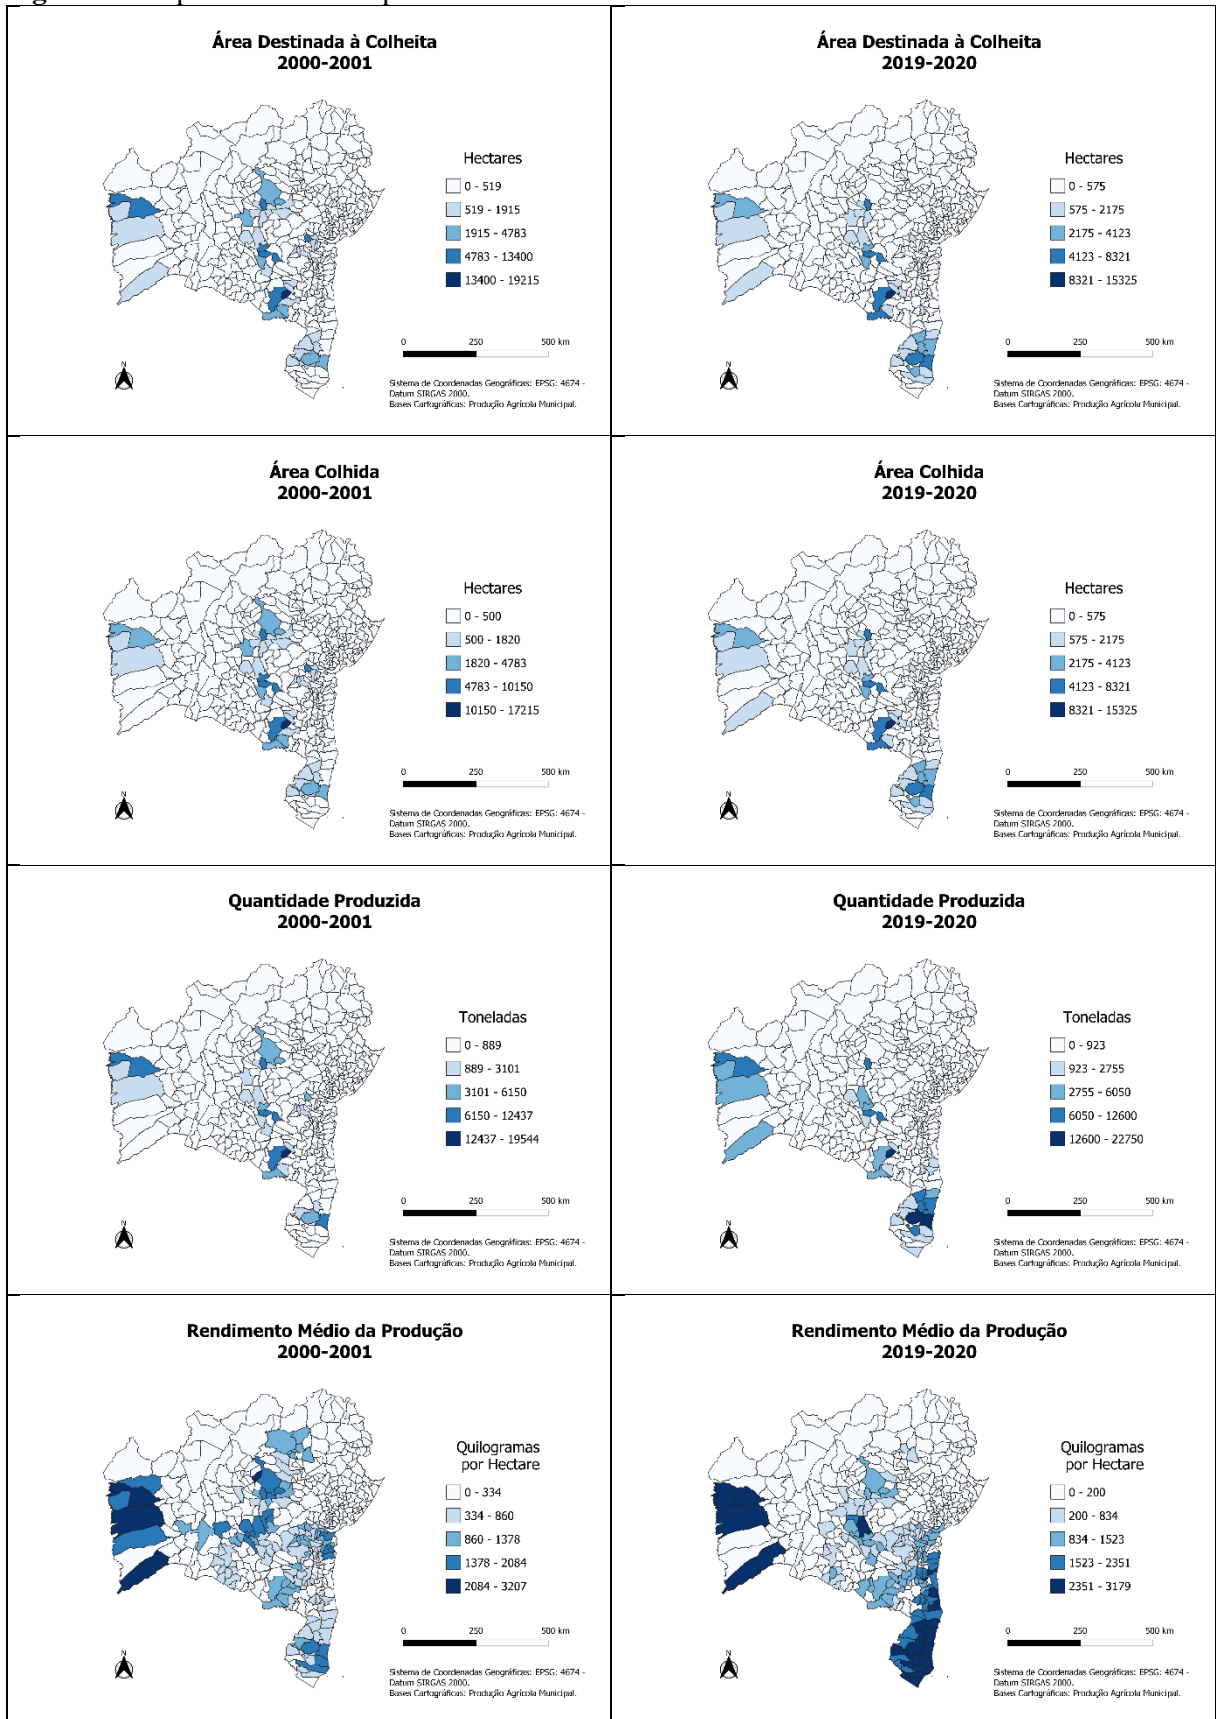 Área Destinada à Colheita
2000-2001
Hectares
0 - 519
519 - 1915
1915 - 4783
4783 - 13400
13400 - 19215
0 250 500 km
N
Sistema de Coordenadas Geográficas: EPSG: 4674 -
Datum SIRGAS 2000.
Bases Cartográficas: Produção Agrícola Municipal.
Área Destinada à Colheita
2019-2020
Hectares
0 - 575
575 - 2175
2175 - 4123
4123 - 8321
8321 - 15325
0 250 500 km
N
Sistema de Coordenadas Geográficas: EPSG: 4674 -
Datum SIRGAS 2000.
Bases Cartográficas: Produção Agrícola Municipal.
Área Colhida
2000-2001
Hectares
0 - 500
500 - 1820
1820 - 4783
4783 - 10150
10150 - 17215
0 250 500 km
N
Sistema de Coordenadas Geográficas: EPSG: 4674 -
Datum SIRGAS 2000.
Bases Cartográficas: Produção Agrícola Municipal.
Área Colhida
2019-2020
Hectares
0 - 575
575 - 2175
2175 - 4123
4123 - 8321
8321 - 15325
0 250 500 km
N
Sistema de Coordenadas Geográficas: EPSG: 4674 -
Datum SIRGAS 2000.
Bases Cartográficas: Produção Agrícola Municipal.
Quantidade Produzida
2000-2001
Toneladas
0 - 889
889 - 3101
3101 - 6150
6150 - 12437
12437 - 19544
0 250 500 km
N
Sistema de Coordenadas Geográficas: EPSG: 4674 -
Datum SIRGAS 2000.
Bases Cartográficas: Produção Agrícola Municipal.
Quantidade Produzida
2019-2020
Toneladas
0 - 923
923 - 2755
2755 - 6050
6050 - 12600
12600 - 22750
0 250 500 km
N
Sistema de Coordenadas Geográficas: EPSG: 4674 -
Datum SIRGAS 2000.
Bases Cartográficas: Produção Agrícola Municipal.
Rendimento Médio da Produção
2000-2001
Quilogramas
por Hectare
0 - 334
334 - 860
860 - 1378
1378 - 2084
2084 - 3207
0 250 500 km
N
Sistema de Coordenadas Geográficas: EPSG: 4674 -
Datum SIRGAS 2000.
Bases Cartográficas: Produção Agrícola Municipal.
Rendimento Médio da Produção
2019-2020
Quilogramas
por Hectare
0 - 200
200 - 834
834 - 1523
1523 - 2351
2351 - 3179
0 250 500 km
N
Sistema de Coordenadas Geográficas: EPSG: 4674 -
Datum SIRGAS 2000.
Bases Cartográficas: Produção Agrícola Municipal.